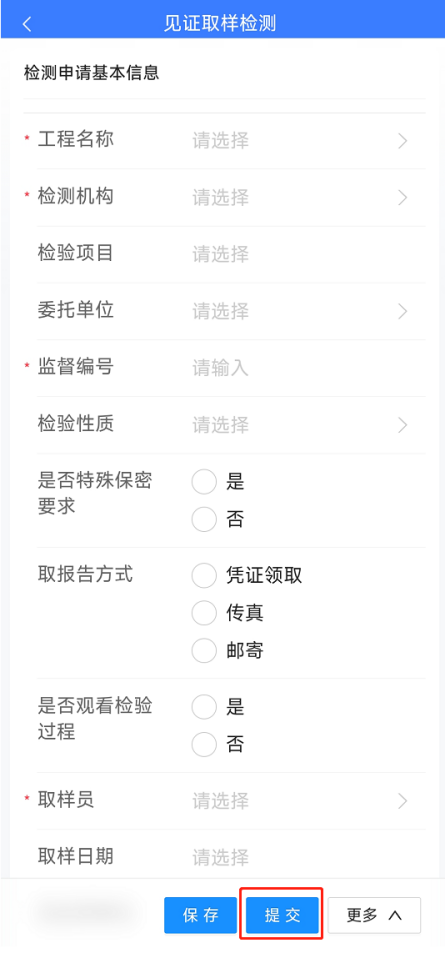 见证取样检测
检测申请基本信息
* 工程名称 请选择
* 检测机构 请选择
检验项目 请选择
委托单位 请选择
* 监督编号 请输入
检验性质 请选择
是否特殊保密 是
要求 否
取报告方式 凭证领取
传真
邮寄
是否观看检验 是
过程 否
* 取样员 请选择
取样日期 请选择
保存 提交 更多